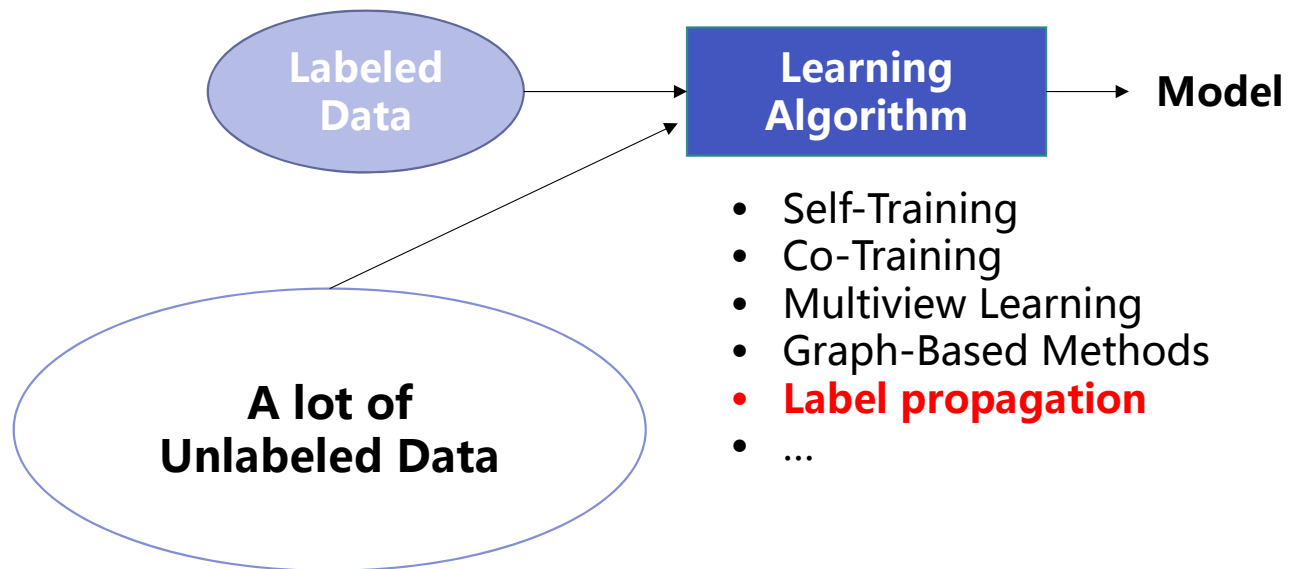 Labeled
Data
Learning
Algorithm
Model
• Self-Training
• Co-Training
• Multiview Learning
• Graph-Based Methods
• Label propagation
• ...
A lot of
Unlabeled Data